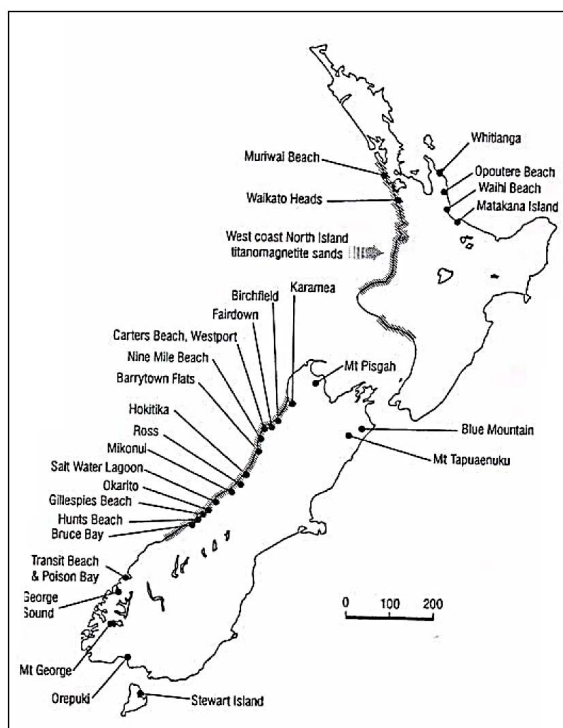 Whitianga
Muriwai Beach
Opoutere Beach
Waihi Beach
Waikato Heads
Matakana Island
West coast North Island
titanomagnetite sands
Karamea
Birchfield
Fairdown
Carters Beach, Westport
Nine Mile Beach
Mt Pisgah
Barrytown Flats
Hokitika
Ross
Blue Mountain
Mikonui
Mt Tapuaenuku
Salt Water Lagoon
Okarito
Gillespies Beach
Hunts Beach
Bruce Bay
Transit Beach
& Poison Bay
George
Sound
0 100 200
Mt George
Orepuki
Stewart Island